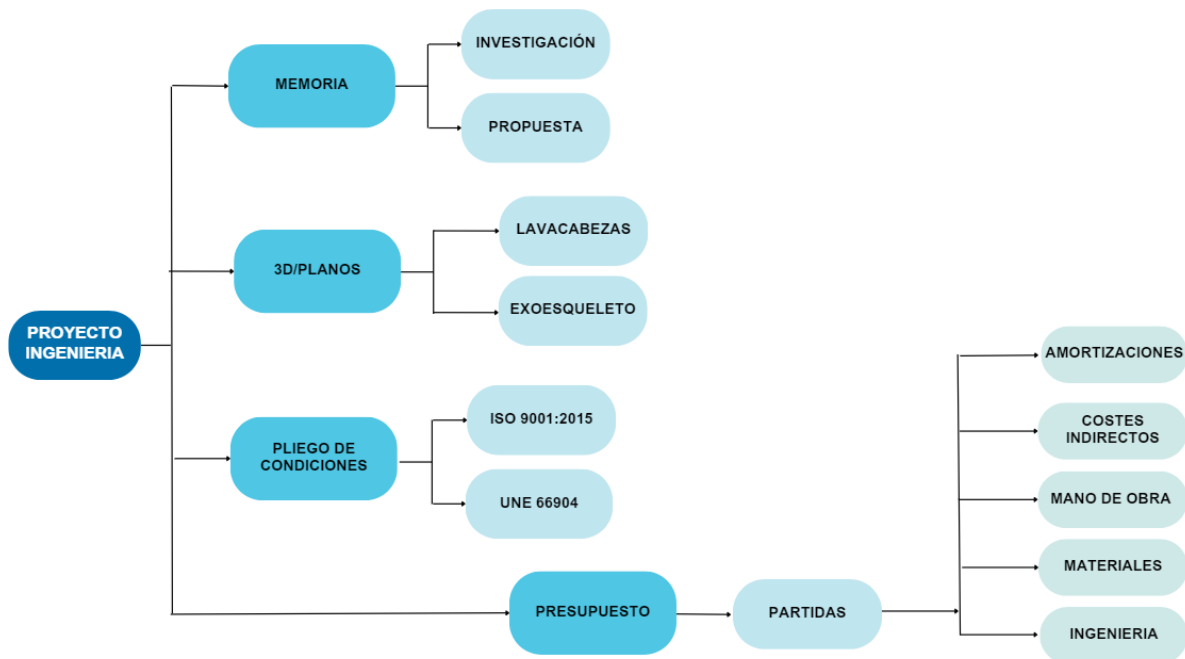 PROYECTO
INGENIERIA
MEMORIA
INVESTIGACIÓN
PROPUESTA
3D/PLANOS
LAVACABEZAS
EXOESQUELETO
PLIEGO DE
CONDICIONES
ISO 9001:2015
UNE 66904
PRESUPUESTO
PARTIDAS
AMORTIZACIONES
COSTES
INDIRECTOS
MANO DE OBRA
MATERIALES
INGENIERIA